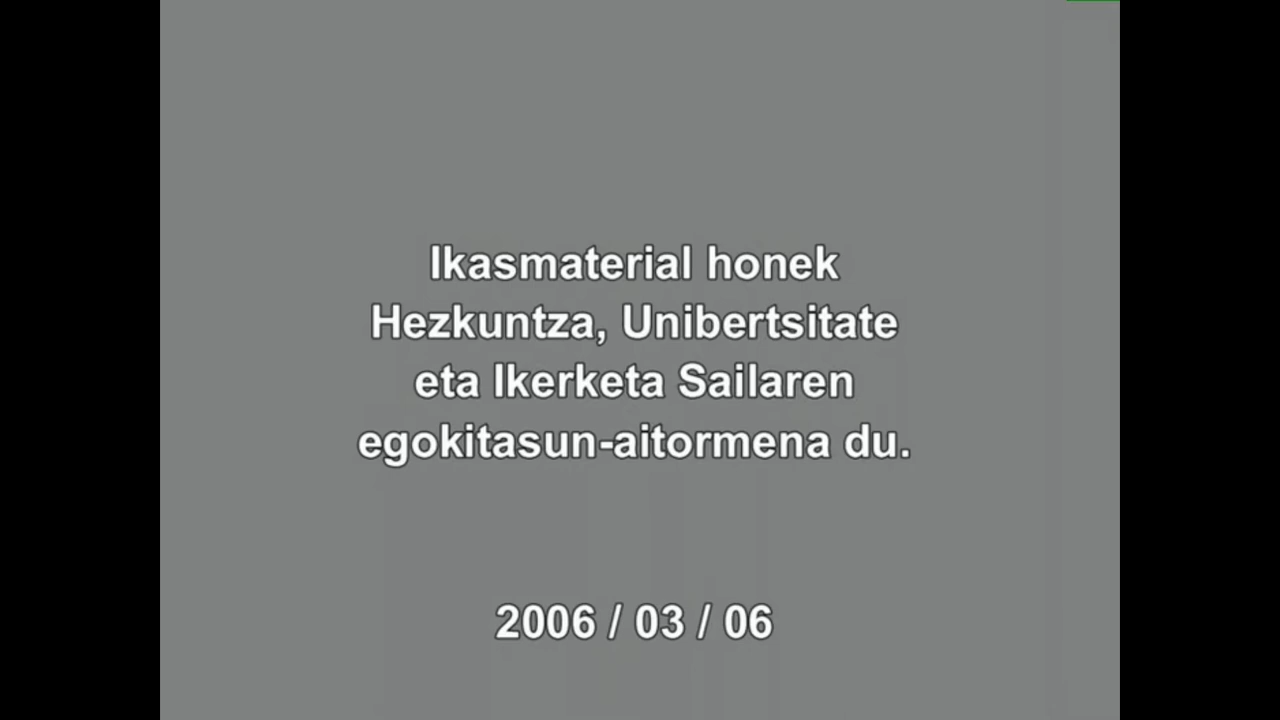 Ikasmaterial honek
Hezkuntza, Unibertsitate
eta Ikerketa Sailaren
egokitasun-aitormena du.
2006 / 03 / 06